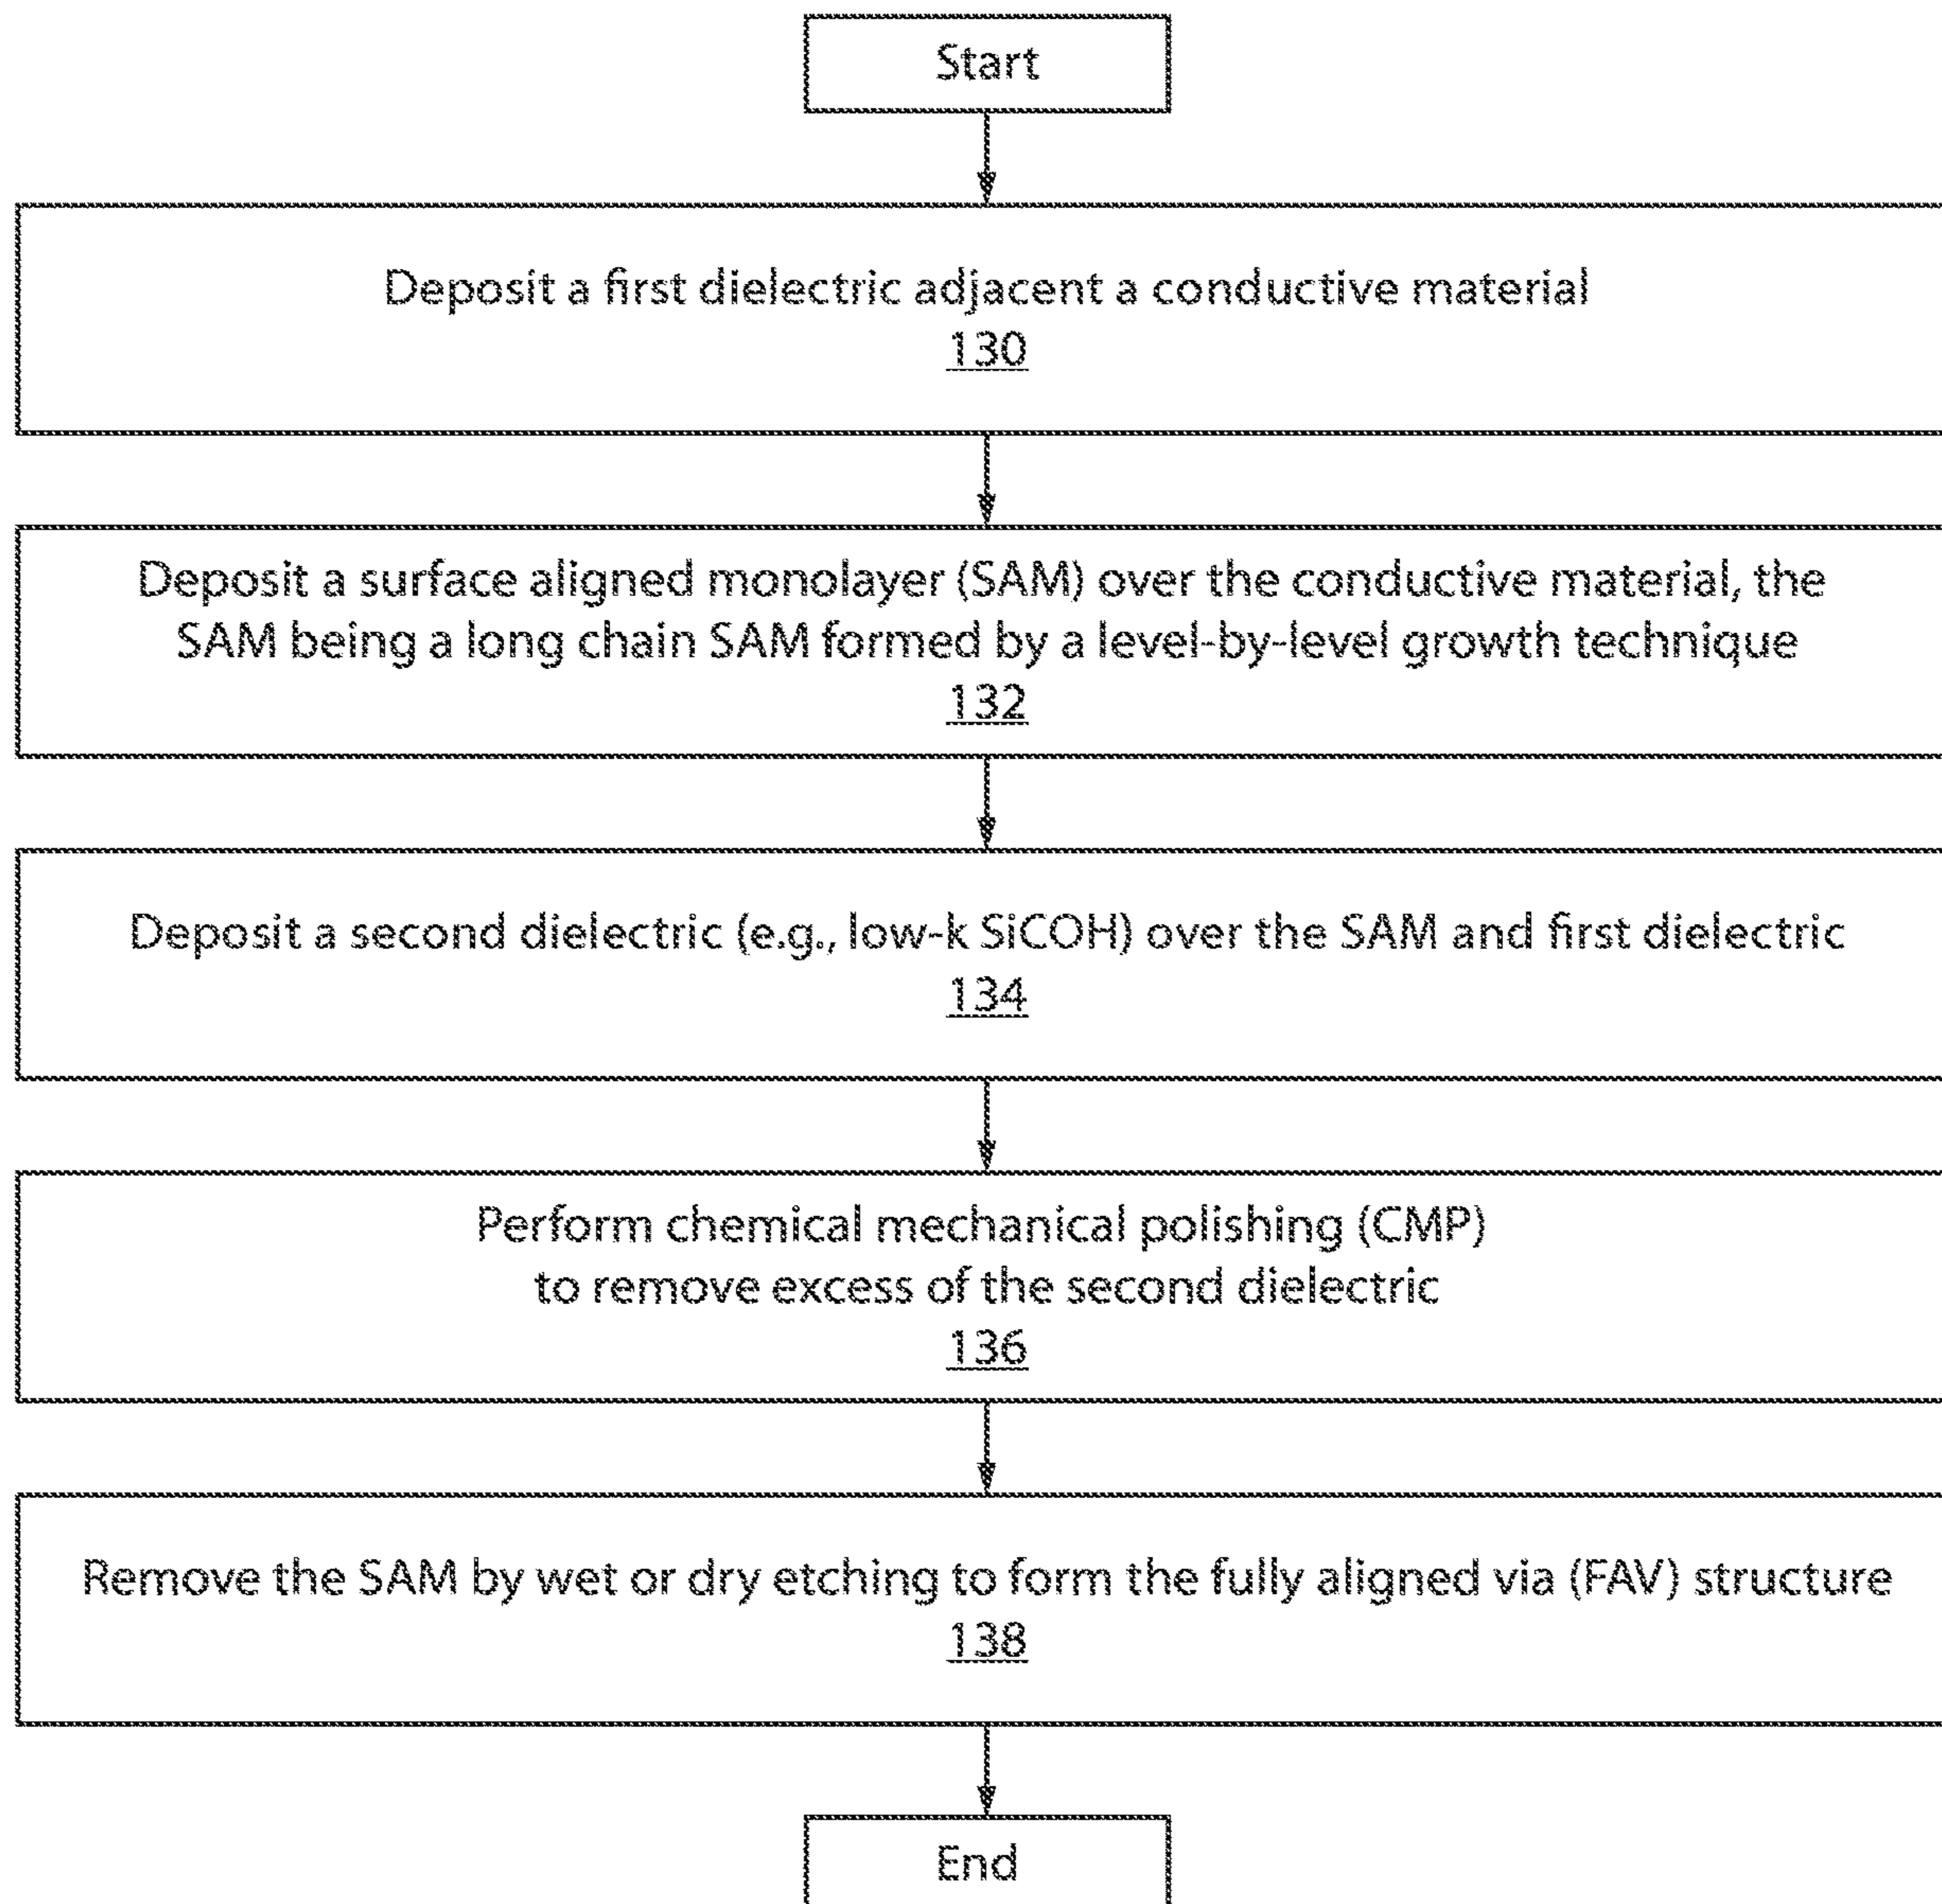 Start
Deposit a first dielectric adjacent a conductive material
130
Deposit a surface aligned monolayer (SAM) over the conductive material, the
SAM being a long chain SAM formed by a level-by-level growth technique
132
Deposit a second dielectric (e.g., low-k SiCOH) over the SAM and first dielectric
134
Perform chemical mechanical polishing (CMP)
to remove excess of the second dielectric
136
Remove the SAM by wet or dry etching to form the fully aligned via (FAV) structure
138
End